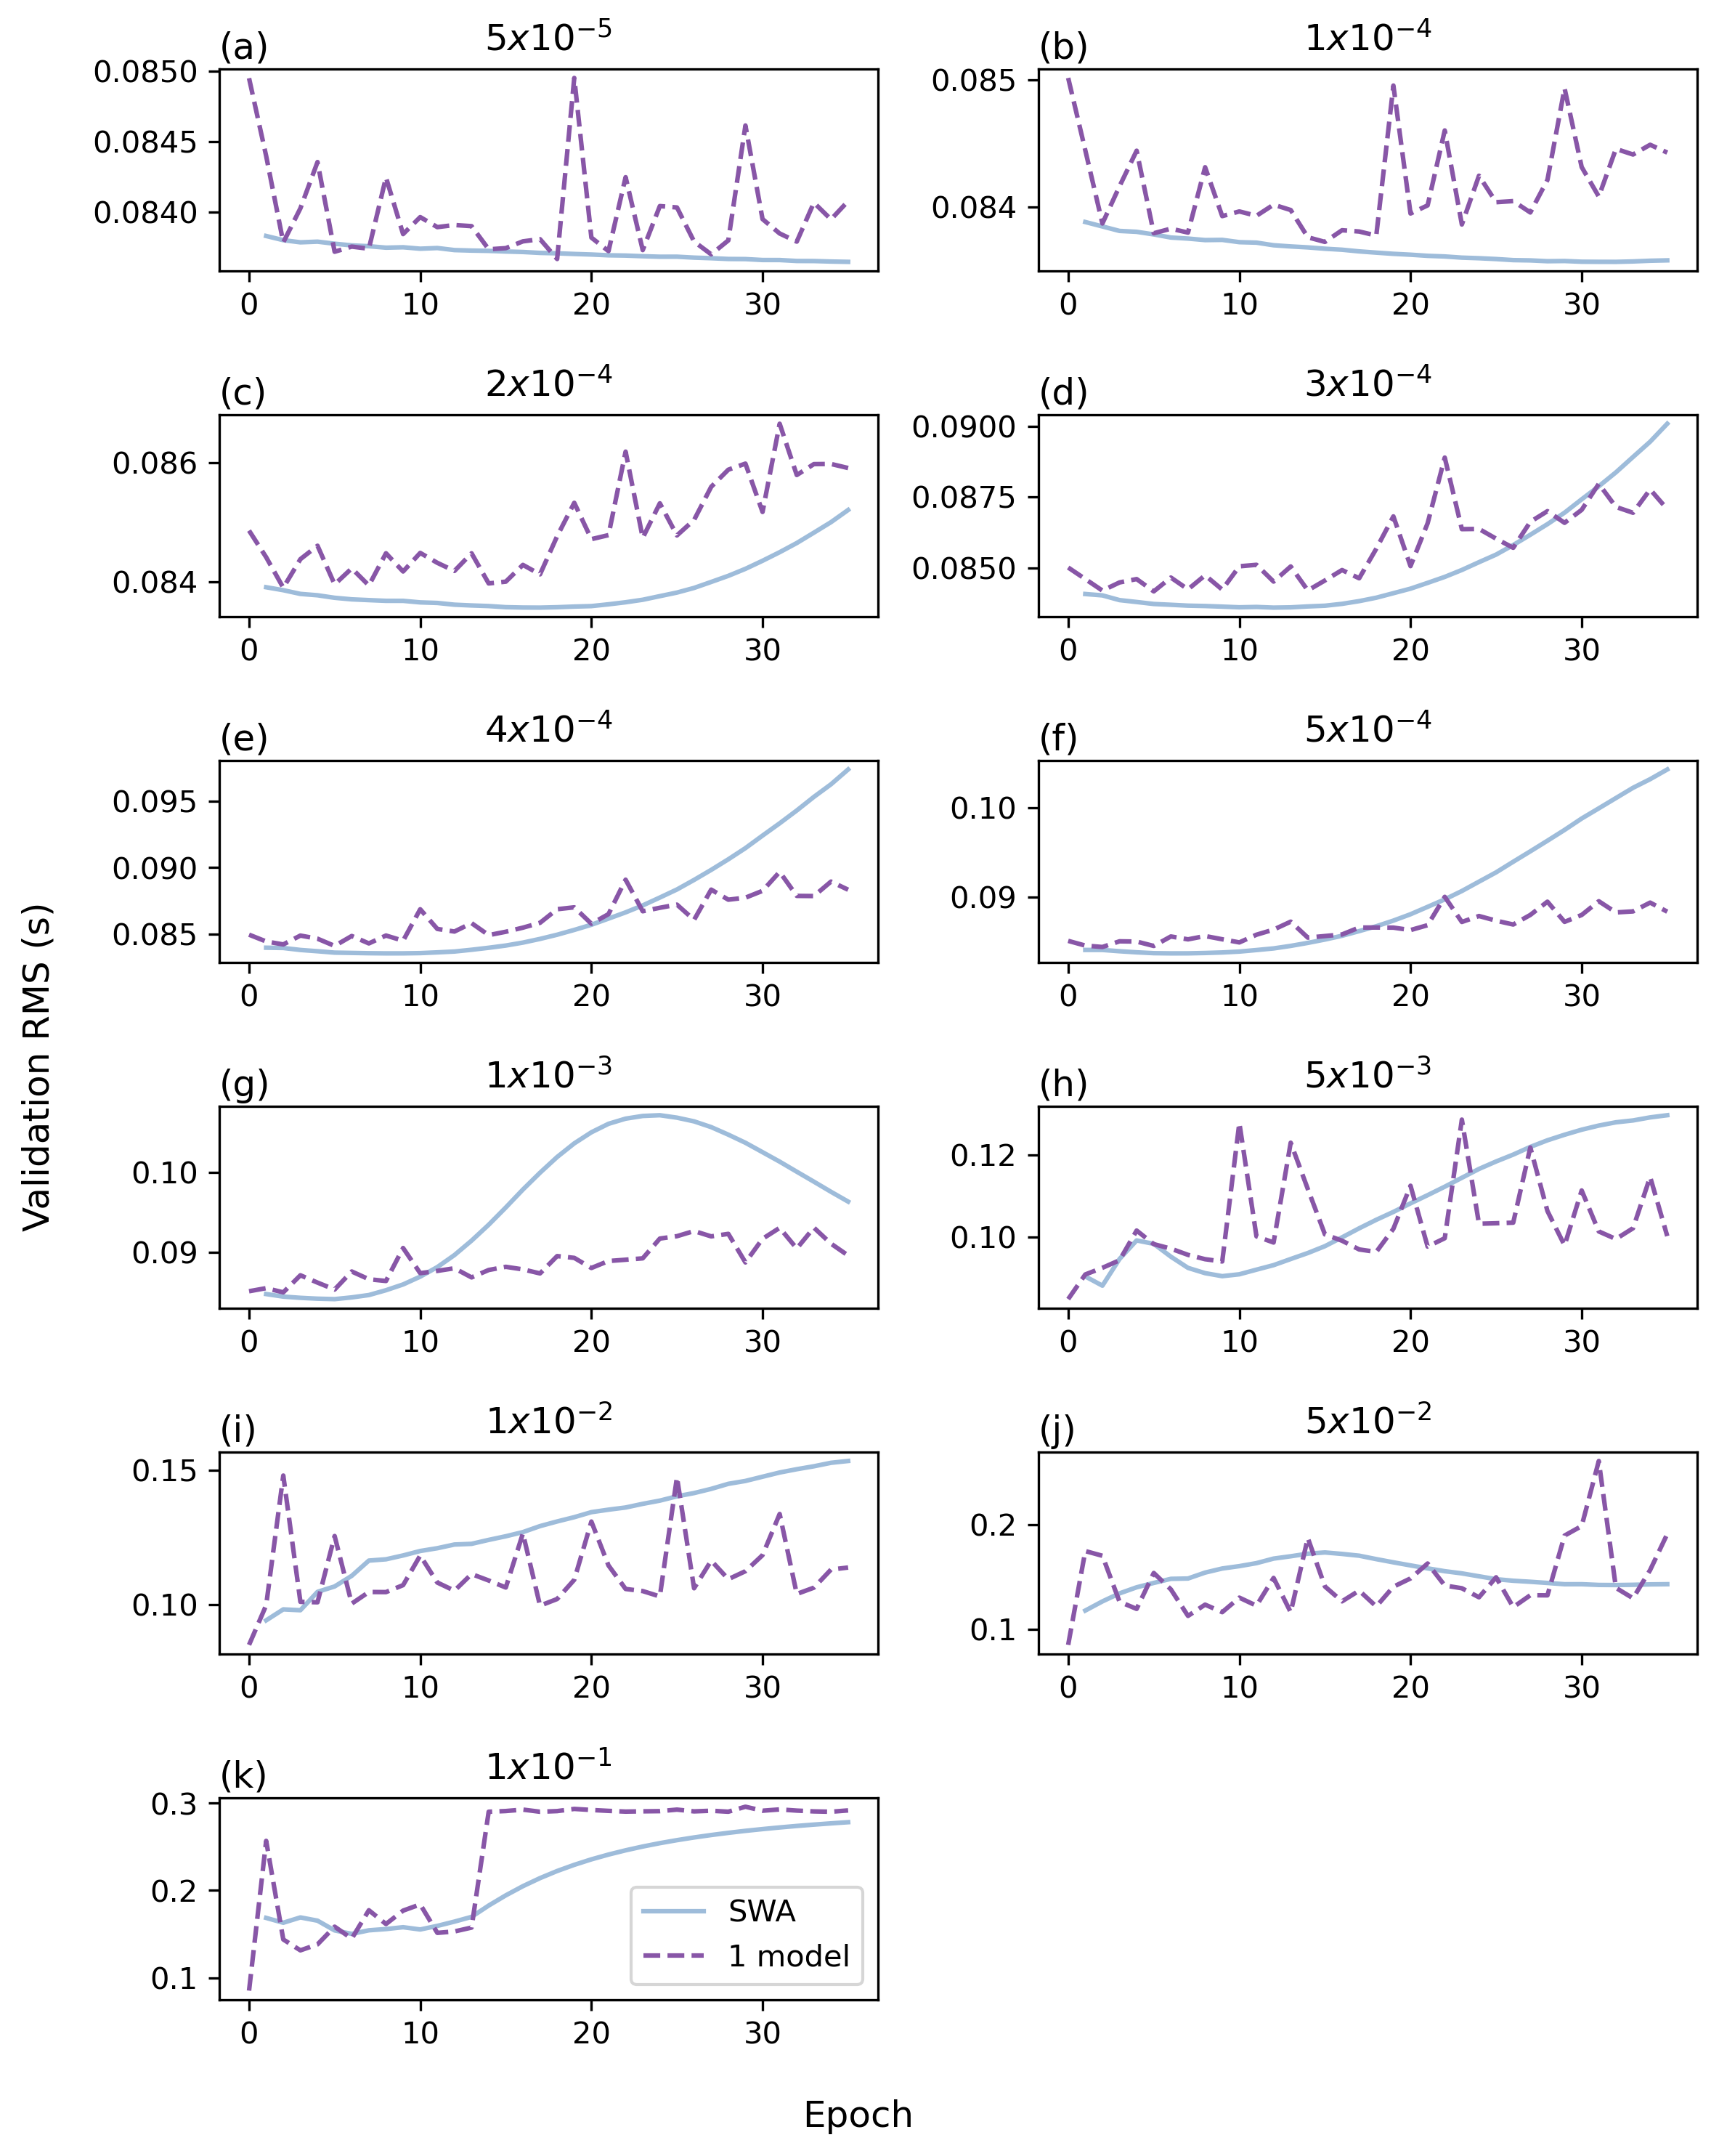 (a) 5x10⁻⁵
0.0850
0.0845
0.0840
0 10 20 30
(b) 1x10⁻⁴
0.085
0.084
0 10 20 30
(c) 2x10⁻⁴
0.086
0.084
0 10 20 30
(d) 3x10⁻⁴
0.0900
0.0875
0.0850
0 10 20 30
(e) 4x10⁻⁴
0.095
0.090
0.085
0 10 20 30
(f) 5x10⁻⁴
0.10
0.09
0 10 20 30
(g) 1x10⁻³
0.10
0.09
0 10 20 30
(h) 5x10⁻³
0.12
0.10
0 10 20 30
(i) 1x10⁻²
0.15
0.10
0 10 20 30
(j) 5x10⁻²
0.2
0.1
0 10 20 30
(k) 1x10⁻¹
0.3
0.2
0.1
SWA
1 model
0 10 20 30
Validation RMS (s)
Epoch